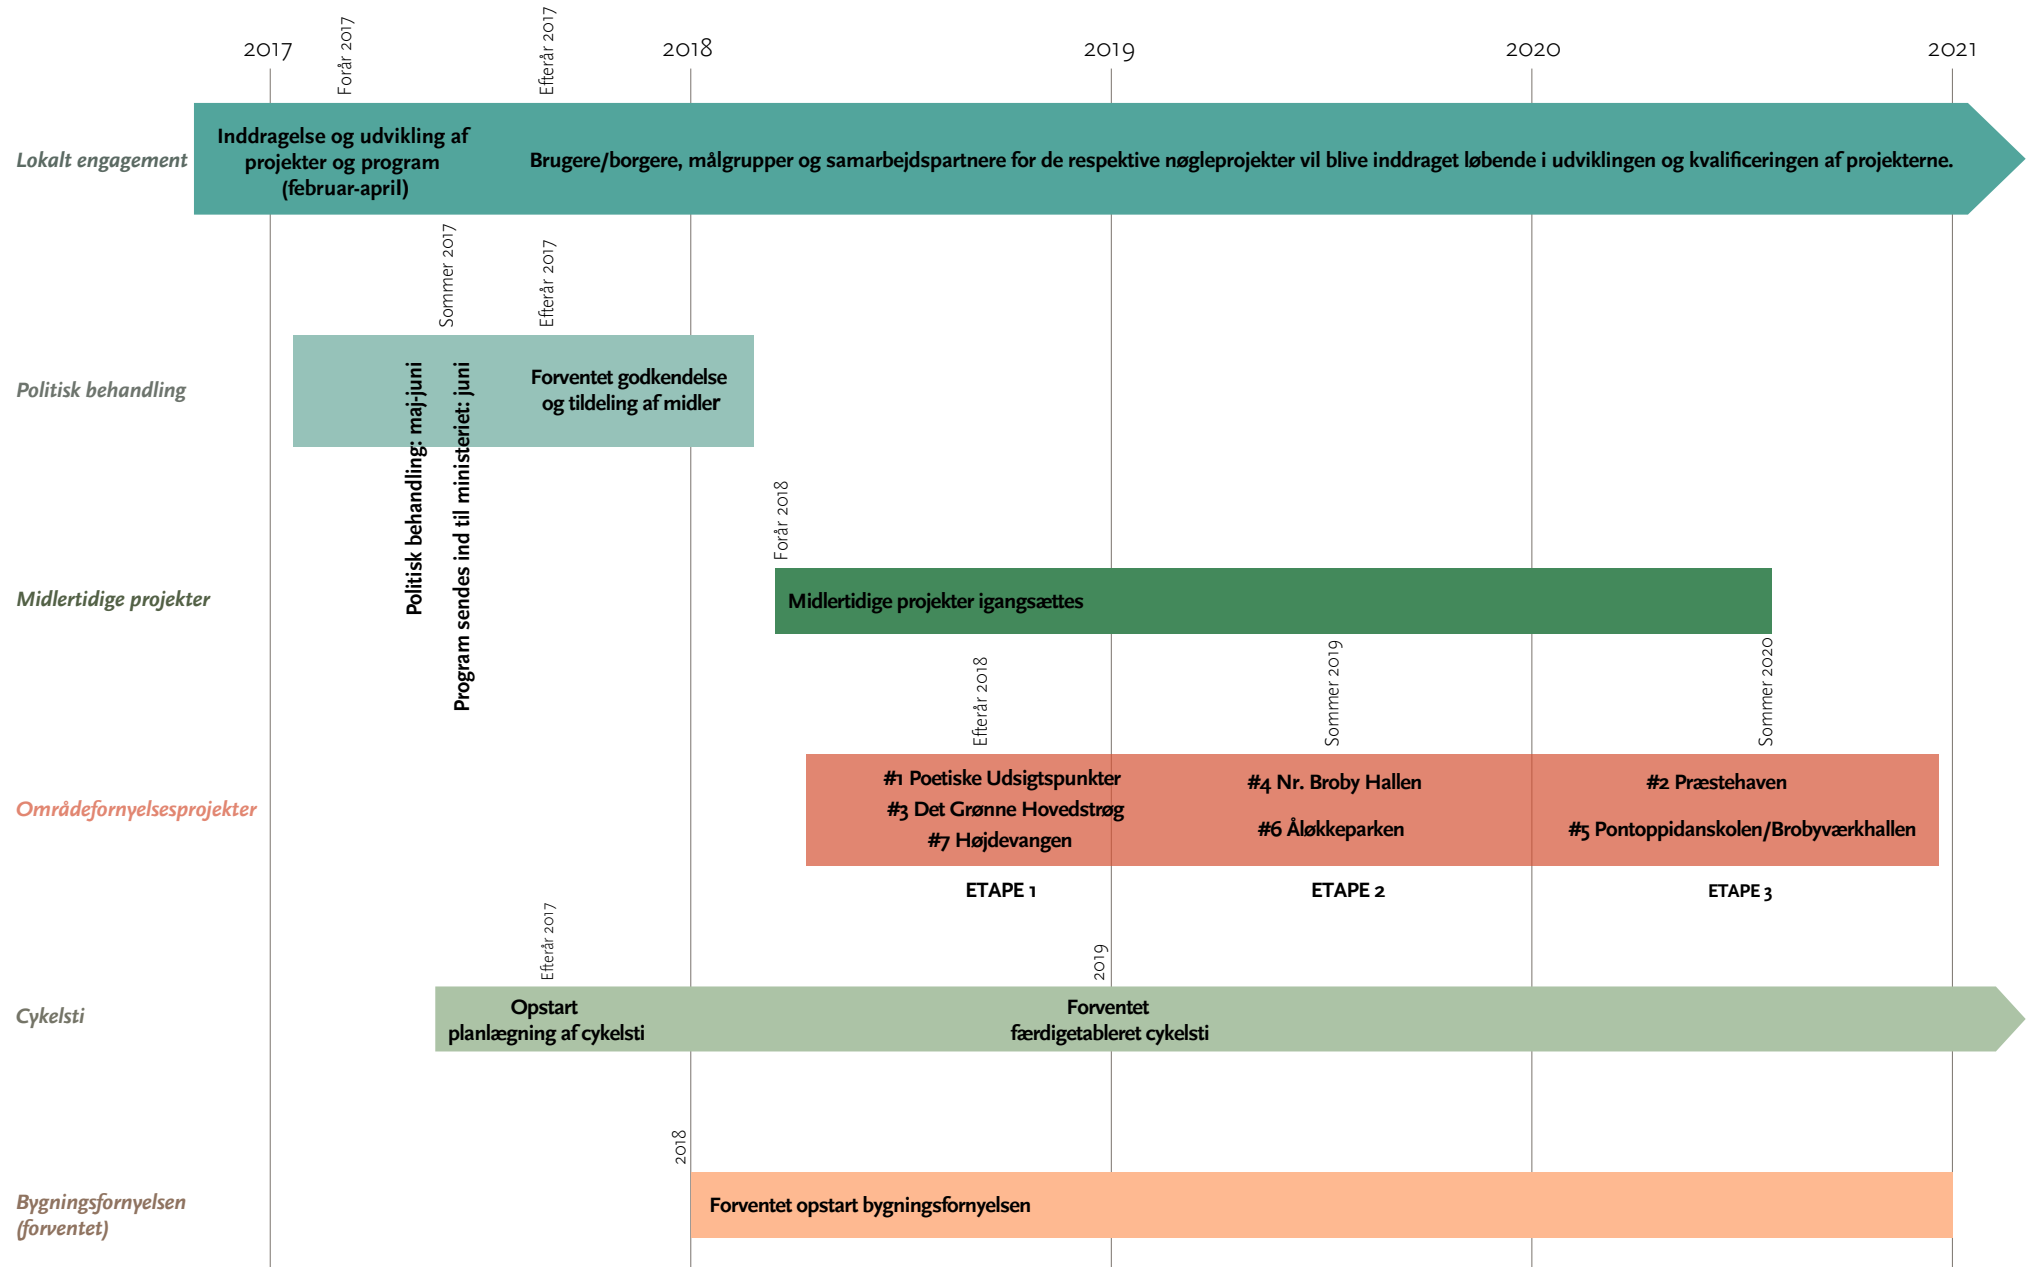 2017
Forår 2017
Efterår 2017
2018
2019
2020
2021
Lokalt engagement
Inddragelse og udvikling af
projekter og program
(februar-april)
Brugere/borgere, målgrupper og samarbejdspartnere for de respektive nøgleprojekter vil blive inddraget løbende i udviklingen og kvalificeringen af projekterne.
Sommer 2017
Efterår 2017
Politisk behandling
Politisk behandling: maj-juni
Program sendes ind til ministeriet: juni
Forventet godkendelse
og tildeling af midler
Forår 2018
Midlertidige projekter
Midlertidige projekter igangsættes
Efterår 2018
Sommer 2019
Sommer 2020
Områdefornyelsesprojekter
#1 Poetiske Udsigtspunkter
#3 Det Grønne Hovedstrøg
#7 Højdevangen
#4 Nr. Broby Hallen
#6 Åløkkeparken
#2 Præstehaven
#5 Pontoppidanskolen/Brobyværkhallen
ETAPE 1
ETAPE 2
ETAPE 3
Efterår 2017
2019
Cykelsti
Opstart
planlægning af cykelsti
Forventet
færdigetableret cykelsti
2018
Bygningsfornyelsen
(forventet)
Forventet opstart bygningsfornyelsen